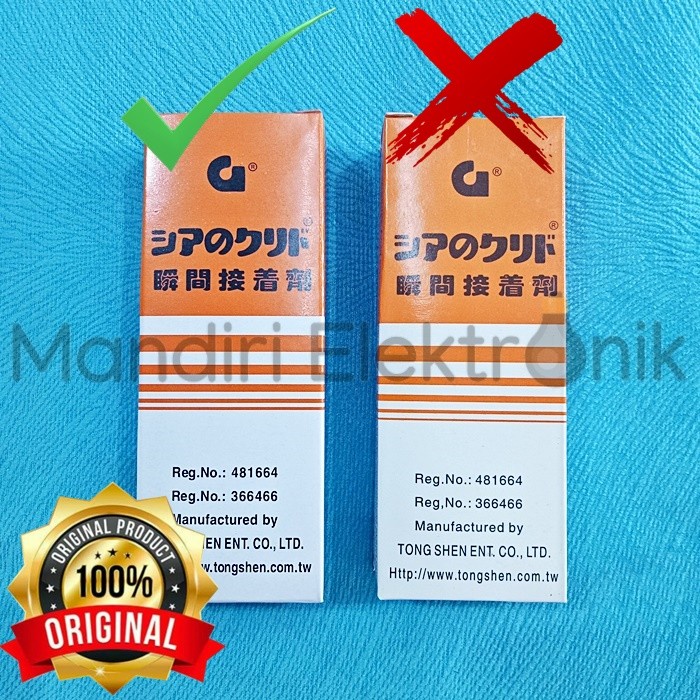 G®
シアのクリド®
瞬間接着劑
Reg.No.: 481664
Reg.No.: 366466
Manufactured by
HEN ENT. CO., LTD.
w.tongshen.com.tw
G®
シアのクリド®
瞬間接着劑
Reg.No.: 481664
Reg,No.: 366466
Manufactured by
TONG SHEN ENT. CO., LTD.
Http://www.tongshen.com.tw
Mandiri Elektronik
ORIGINAL PRODUCT
100%
ORIGINAL